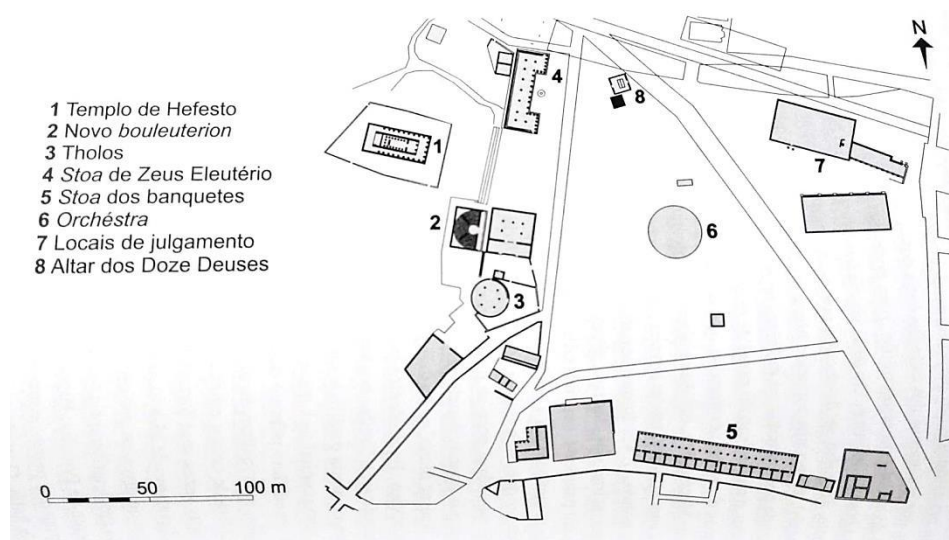 N
1 Templo de Hefesto
2 Novo bouleuterion
3 Tholos
4 Stoa de Zeus Eleutério
5 Stoa dos banquetes
6 Orchéstra
7 Locais de julgamento
8 Altar dos Doze Deuses
4
8
1
7
2
6
3
5
0 50 100 m